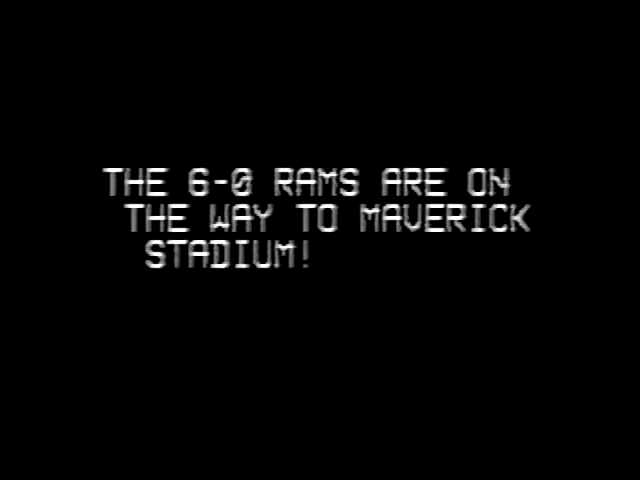 THE 6-0 RAMS ARE ON
THE WAY TO MAVERICK
STADIUM!